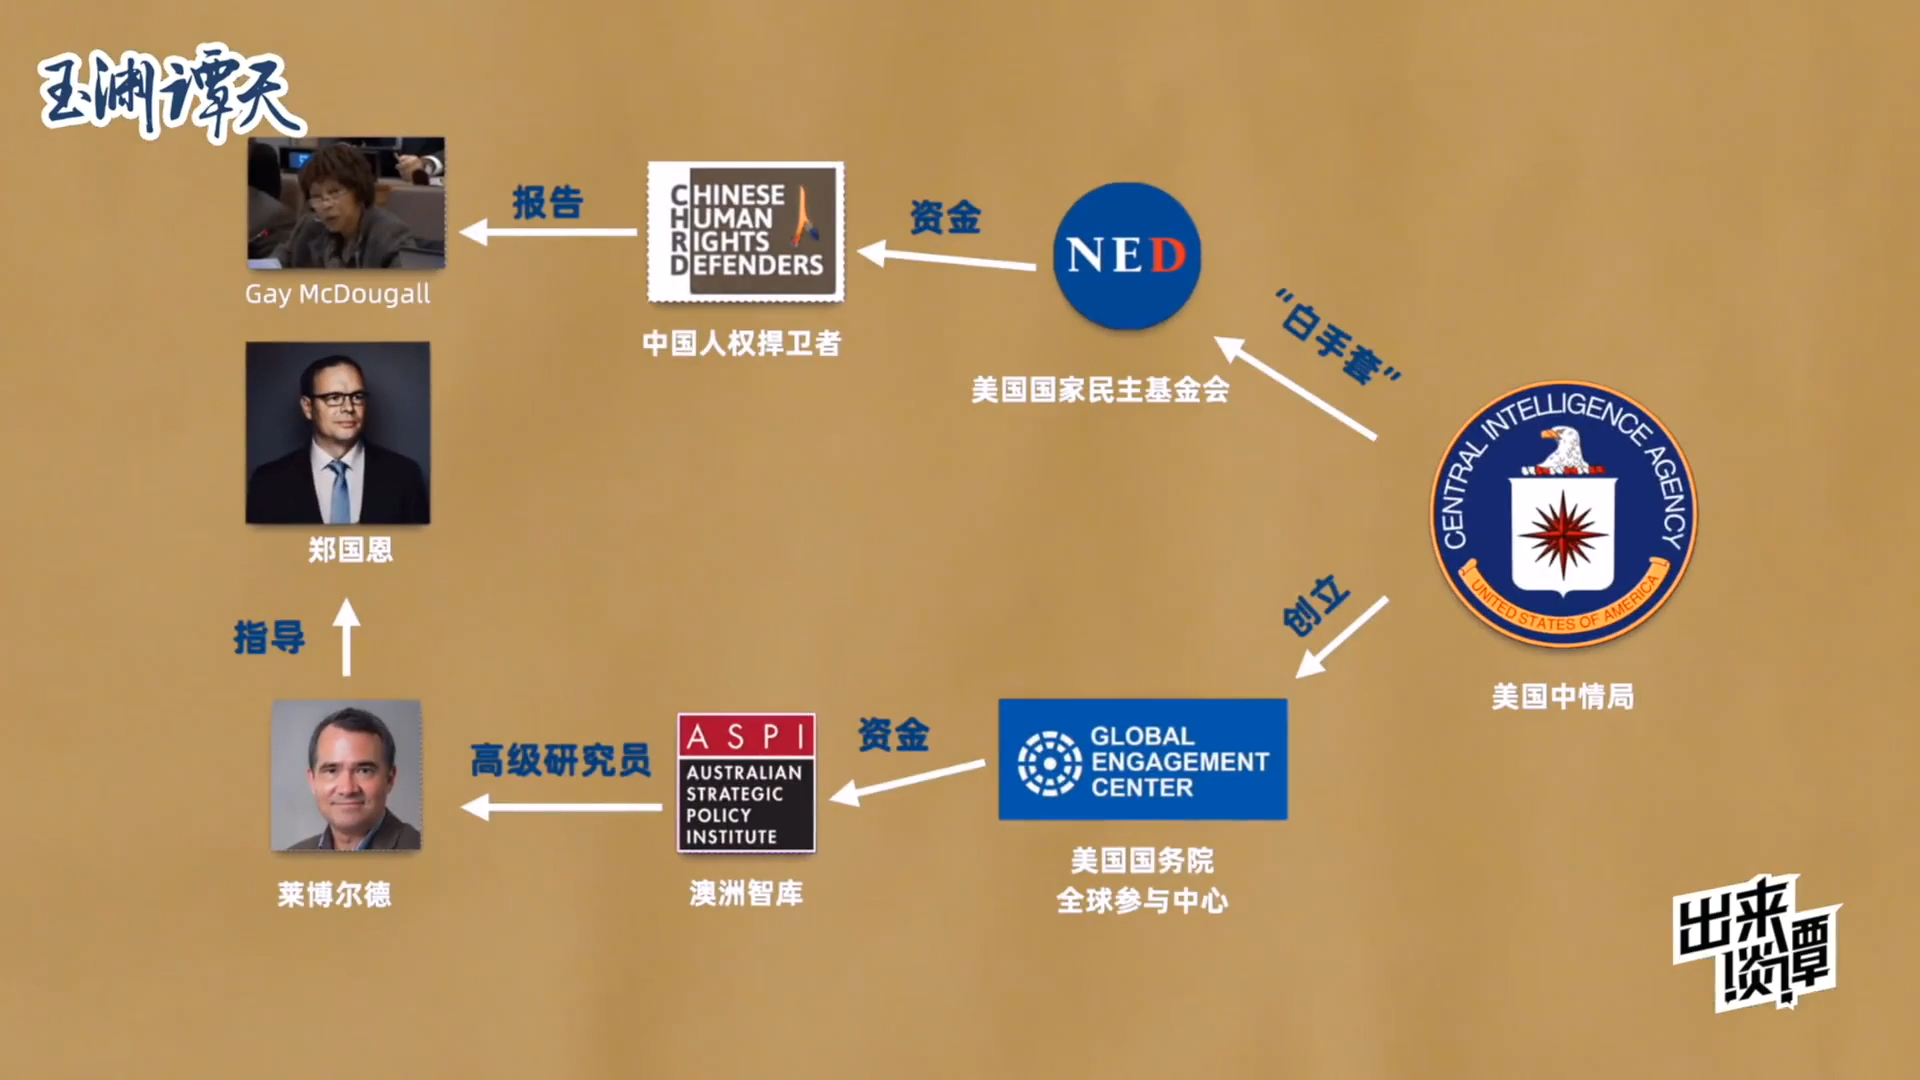 玉渊谭天
Gay McDougall
报告
CHINESE
HUMAN
RIGHTS
DEFENDERS
中国人权捍卫者
资金
NED
美国国家民主基金会
“白手套”
CENTRAL INTELLIGENCE AGENCY
UNITED STATES OF AMERICA
美国中情局
郑国恩
指导
莱博尔德
高级研究员
ASPI
AUSTRALIAN
STRATEGIC
POLICY
INSTITUTE
澳洲智库
资金
GLOBAL
ENGAGEMENT
CENTER
美国国务院
全球参与中心
创立
出来
谈谭